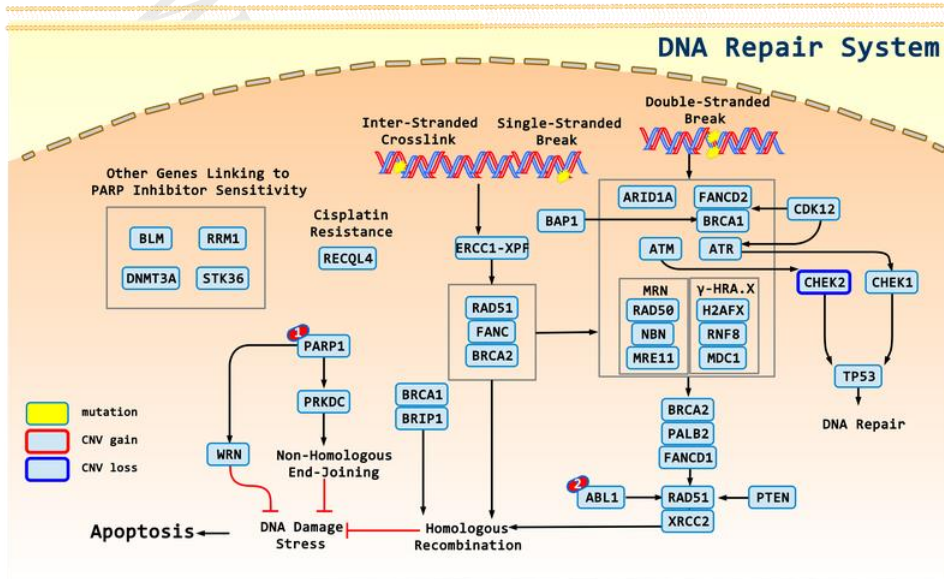 DNA Repair System
Double-Stranded
Break
Inter-Stranded
Crosslink
Single-Stranded
Break
Other Genes Linking to
PARP Inhibitor Sensitivity
BLM
RRM1
DNMT3A
STK36
Cisplatin
Resistance
RECQL4
ERCC1-XPF
BAP1
ARID1A
FANCD2
BRCA1
CDK12
ATM
ATR
CHEK2
CHEK1
MRN
RAD50
NBN
MRE11
γ-HRA.X
H2AFX
RNF8
MDC1
RAD51
FANC
BRCA2
TP53
DNA Repair
1
PARP1
PRKDC
BRCA1
BRIP1
WRN
Non-Homologous
End-Joining
BRCA2
PALB2
FANCD1
2
ABL1
RAD51
XRCC2
PTEN
mutation
CNV gain
CNV loss
Apoptosis
DNA Damage
Stress
Homologous
Recombination